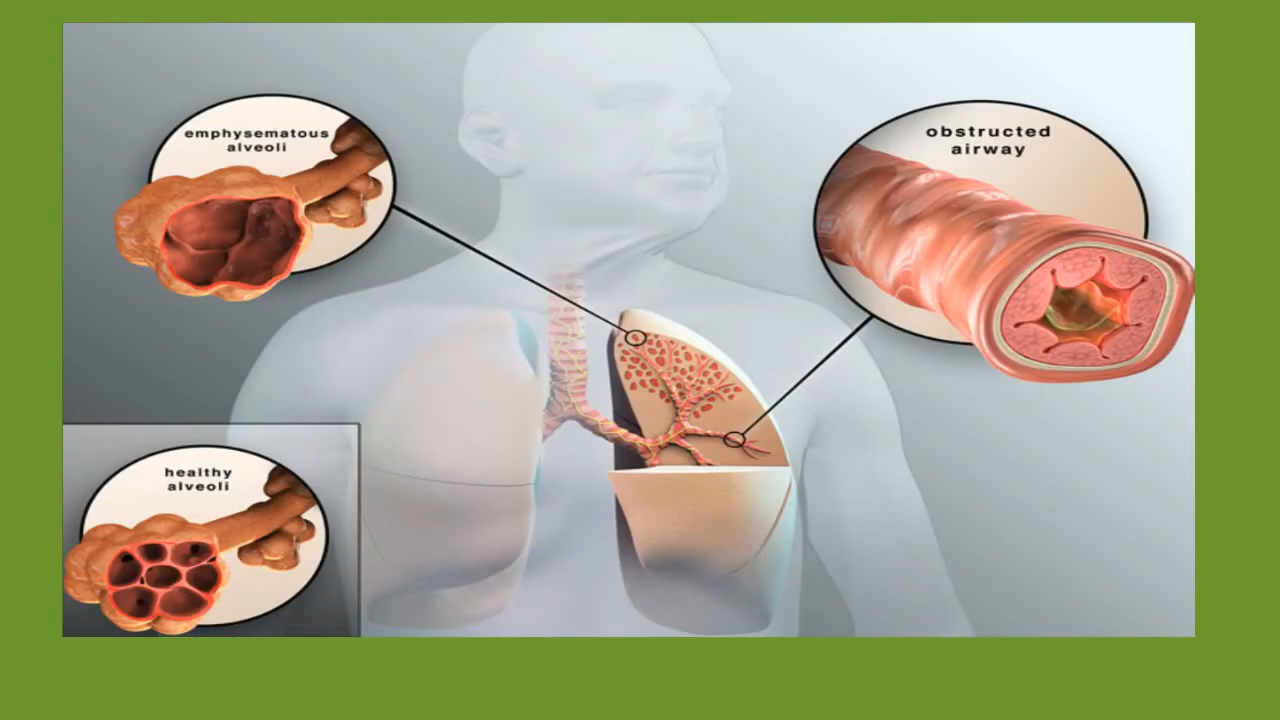 emphysematous
alveoli
obstructed
airway
healthy
alveoli